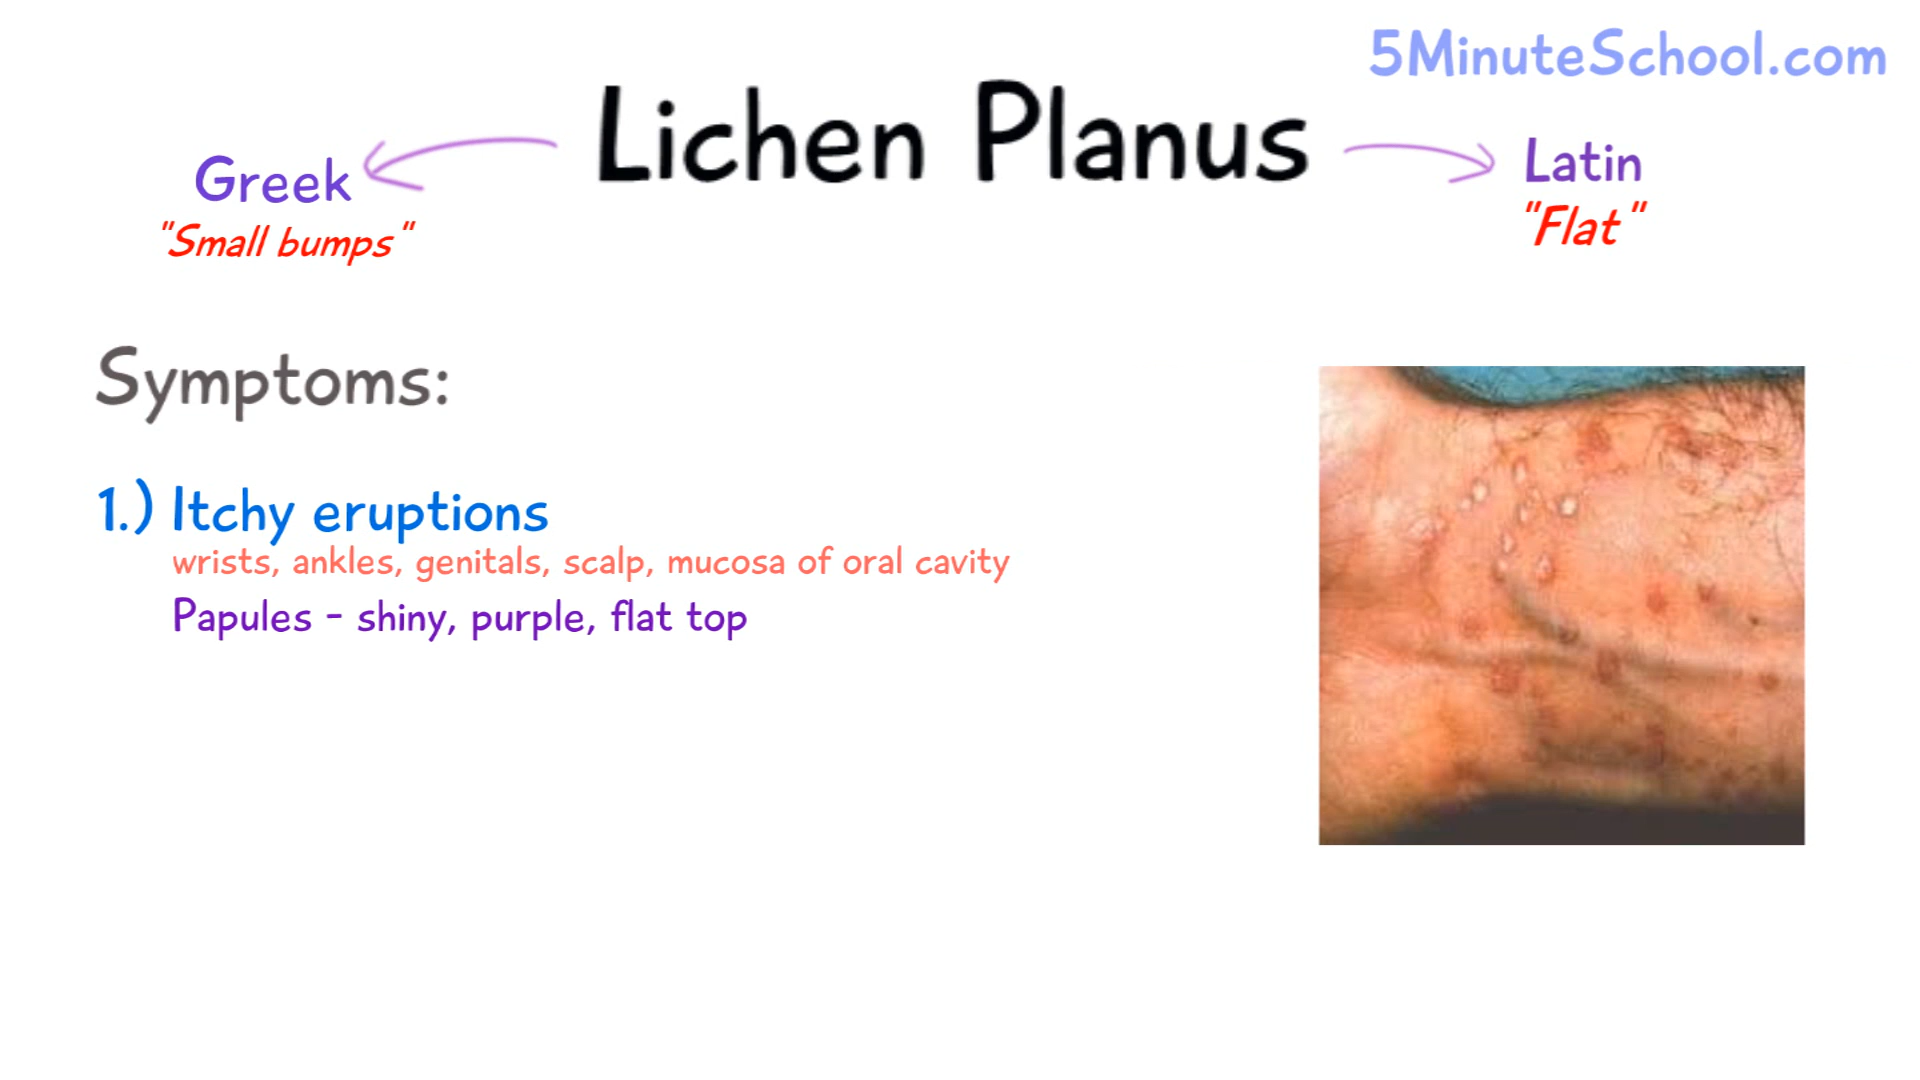 5MinuteSchool.com
Lichen Planus
Greek
"Small bumps"
Latin
"Flat"
Symptoms:
1.) Itchy eruptions
wrists, ankles, genitals, scalp, mucosa of oral cavity
Papules - shiny, purple, flat top